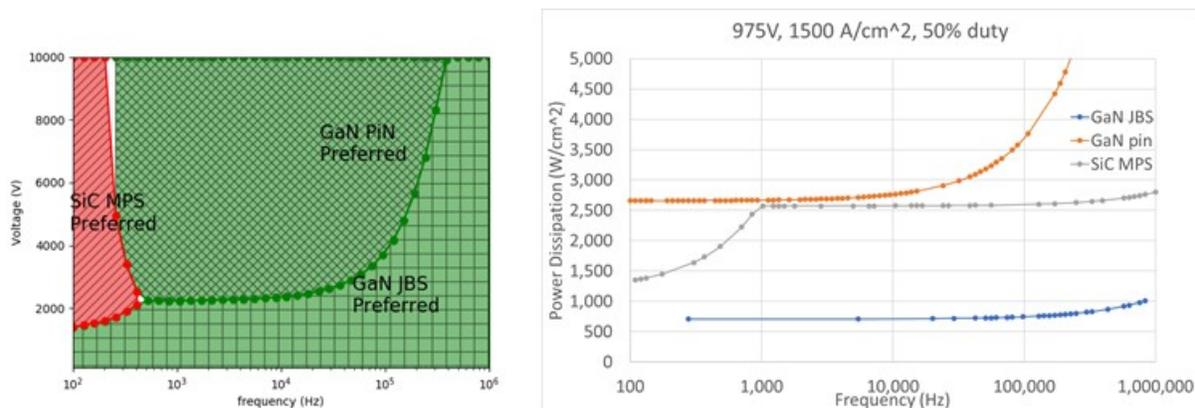 10000
8000
6000
4000
2000
Voltage (V)
GaN PiN
Preferred
SiC MPS
Preferred
GaN JBS
Preferred
10²
10³
10⁴
10⁵
10⁶
frequency (Hz)
975V, 1500 A/cm^2, 50% duty
5,000
4,500
4,000
3,500
3,000
2,500
2,000
1,500
1,000
500
0
Power Dissipation (W/cm^2)
GaN JBS
GaN pin
SiC MPS
100
1,000
10,000
100,000
1,000,000
Frequency (Hz)